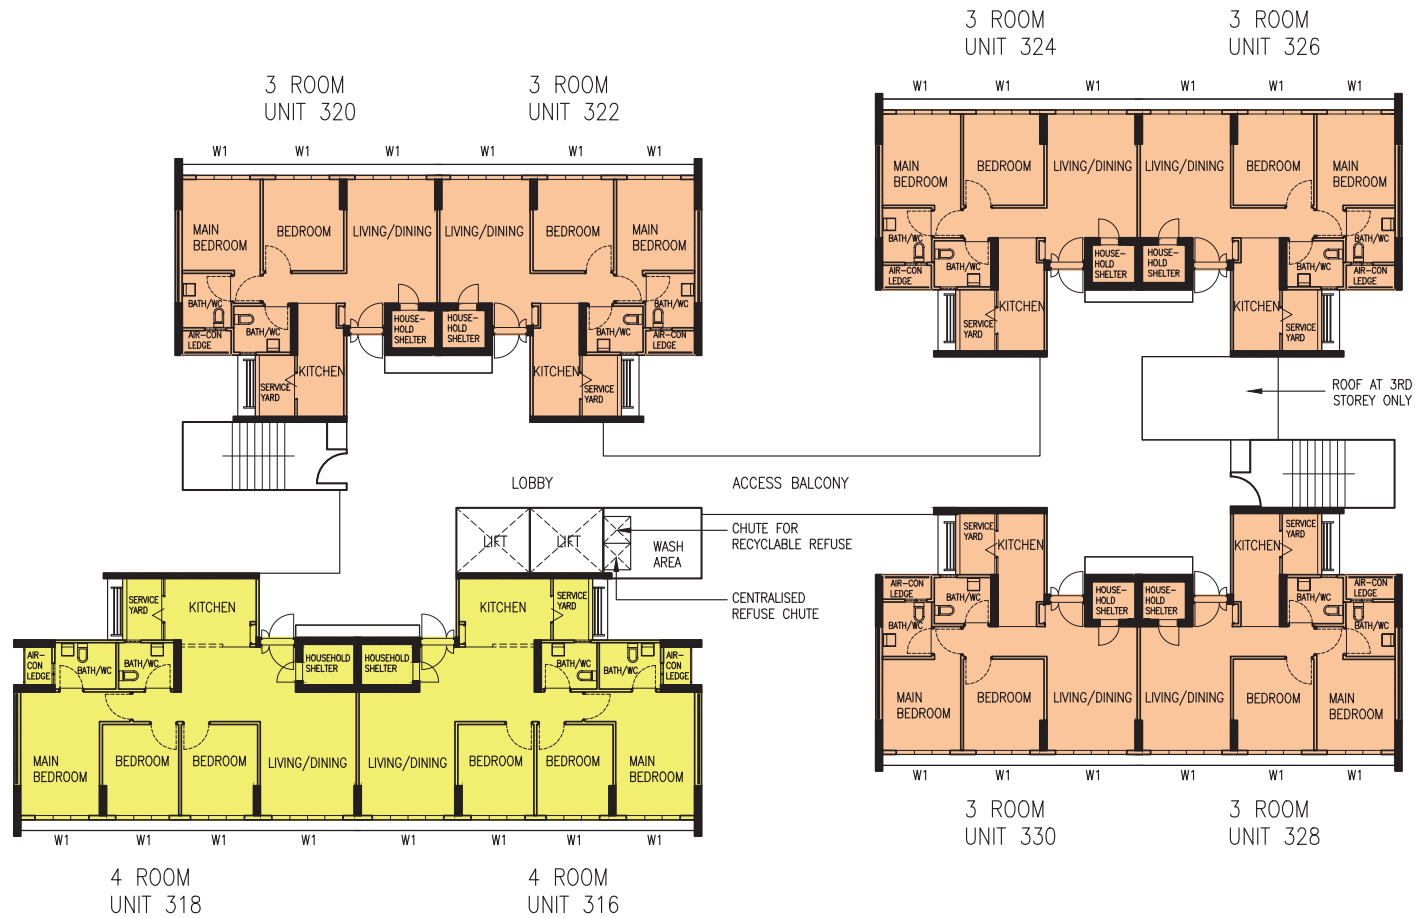 3 ROOM
UNIT 324
3 ROOM
UNIT 326
3 ROOM
UNIT 320
3 ROOM
UNIT 322
W1 W1 W1 W1 W1 W1
W1 W1 W1 W1 W1 W1
MAIN
BEDROOM
BEDROOM
LIVING/DINING
LIVING/DINING
BEDROOM
MAIN
BEDROOM
BATH/WC
BATH/WC
AIR-CON
LEDGE
HOUSE-
HOLD
SHELTER
HOUSE-
HOLD
SHELTER
BATH/WC
BATH/WC
AIR-CON
LEDGE
SERVICE
YARD
KITCHEN
KITCHEN
SERVICE
YARD
MAIN
BEDROOM
BEDROOM
LIVING/DINING
LIVING/DINING
BEDROOM
MAIN
BEDROOM
BATH/WC
BATH/WC
AIR-CON
LEDGE
HOUSE-
HOLD
SHELTER
HOUSE-
HOLD
SHELTER
BATH/WC
BATH/WC
AIR-CON
LEDGE
SERVICE
YARD
KITCHEN
KITCHEN
SERVICE
YARD
ROOF AT 3RD
STOREY ONLY
LOBBY
ACCESS BALCONY
LIFT
LIFT
WASH
AREA
CHUTE FOR
RECYCLABLE REFUSE
CENTRALISED
REFUSE CHUTE
SERVICE
YARD
KITCHEN
KITCHEN
SERVICE
YARD
AIR-
CON
LEDGE
BATH/WC
BATH/WC
HOUSEHOLD
SHELTER
HOUSEHOLD
SHELTER
BATH/WC
BATH/WC
AIR-
CON
LEDGE
MAIN
BEDROOM
BEDROOM
BEDROOM
LIVING/DINING
LIVING/DINING
BEDROOM
BEDROOM
MAIN
BEDROOM
W1 W1 W1 W1 W1 W1 W1 W1
4 ROOM
UNIT 318
4 ROOM
UNIT 316
SERVICE
YARD
KITCHEN
KITCHEN
SERVICE
YARD
AIR-CON
LEDGE
BATH/WC
BATH/WC
HOUSE-
HOLD
SHELTER
HOUSE-
HOLD
SHELTER
BATH/WC
BATH/WC
AIR-CON
LEDGE
MAIN
BEDROOM
BEDROOM
LIVING/DINING
LIVING/DINING
BEDROOM
MAIN
BEDROOM
W1 W1 W1 W1 W1 W1
3 ROOM
UNIT 330
3 ROOM
UNIT 328